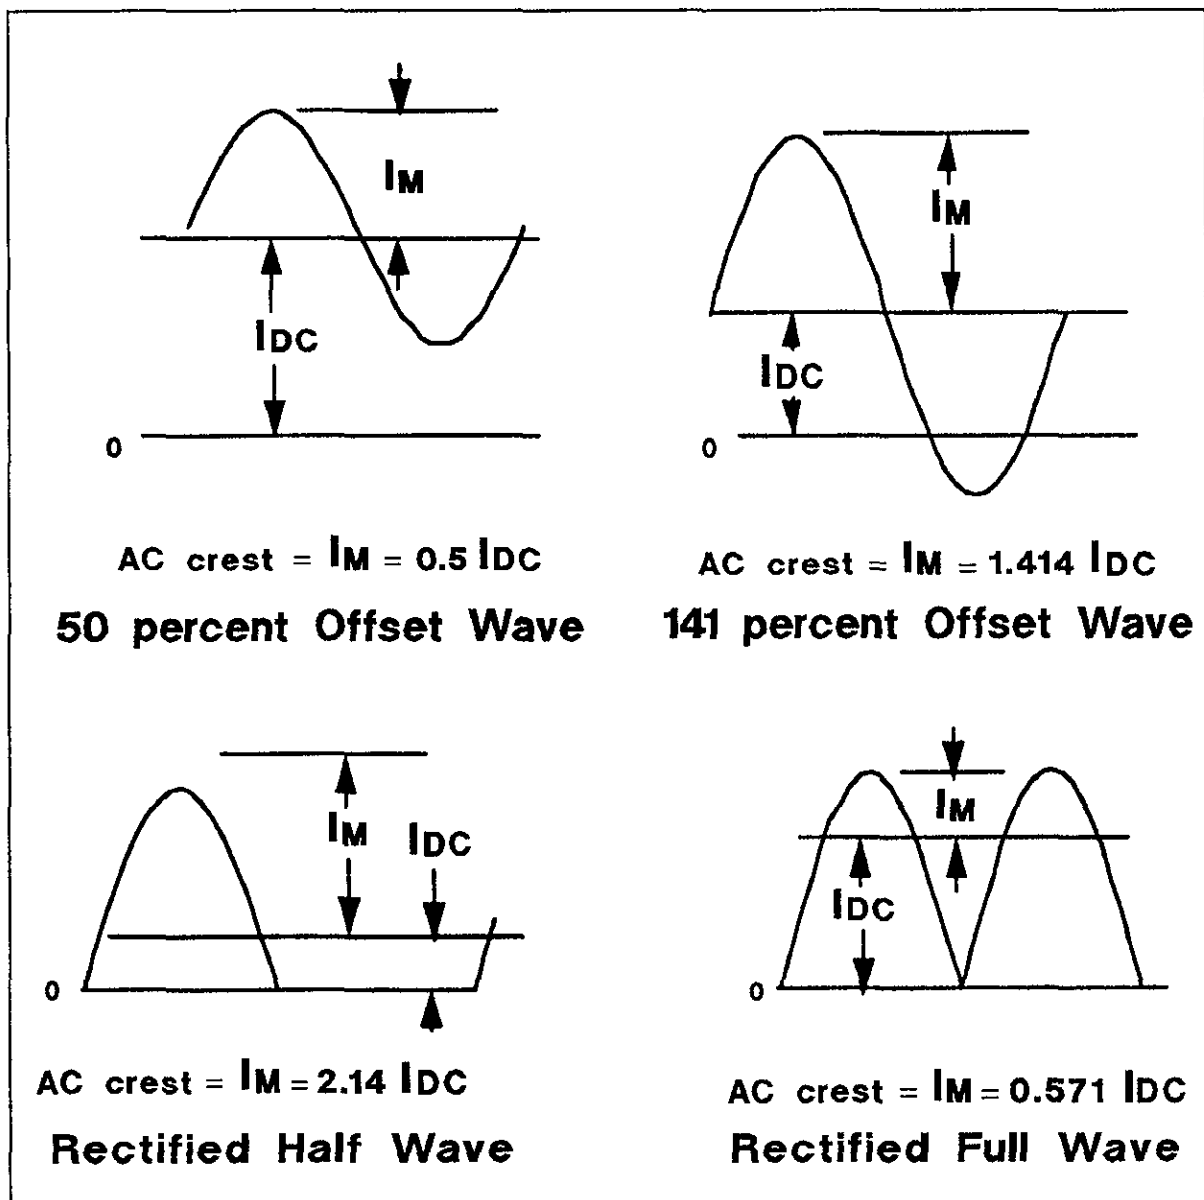 IM
IDC
0
AC crest = IM = 0.5 IDC
50 percent Offset Wave
IM
IDC
0
AC crest = IM = 1.414 IDC
141 percent Offset Wave
IM
IDC
0
AC crest = IM = 2.14 IDC
Rectified Half Wave
IM
IDC
0
AC crest = IM = 0.571 IDC
Rectified Full Wave